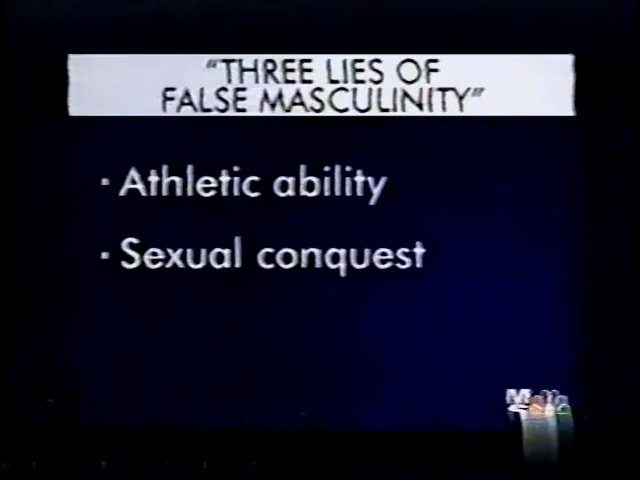 "THREE LIES OF
FALSE MASCULINITY"
· Athletic ability
· Sexual conquest